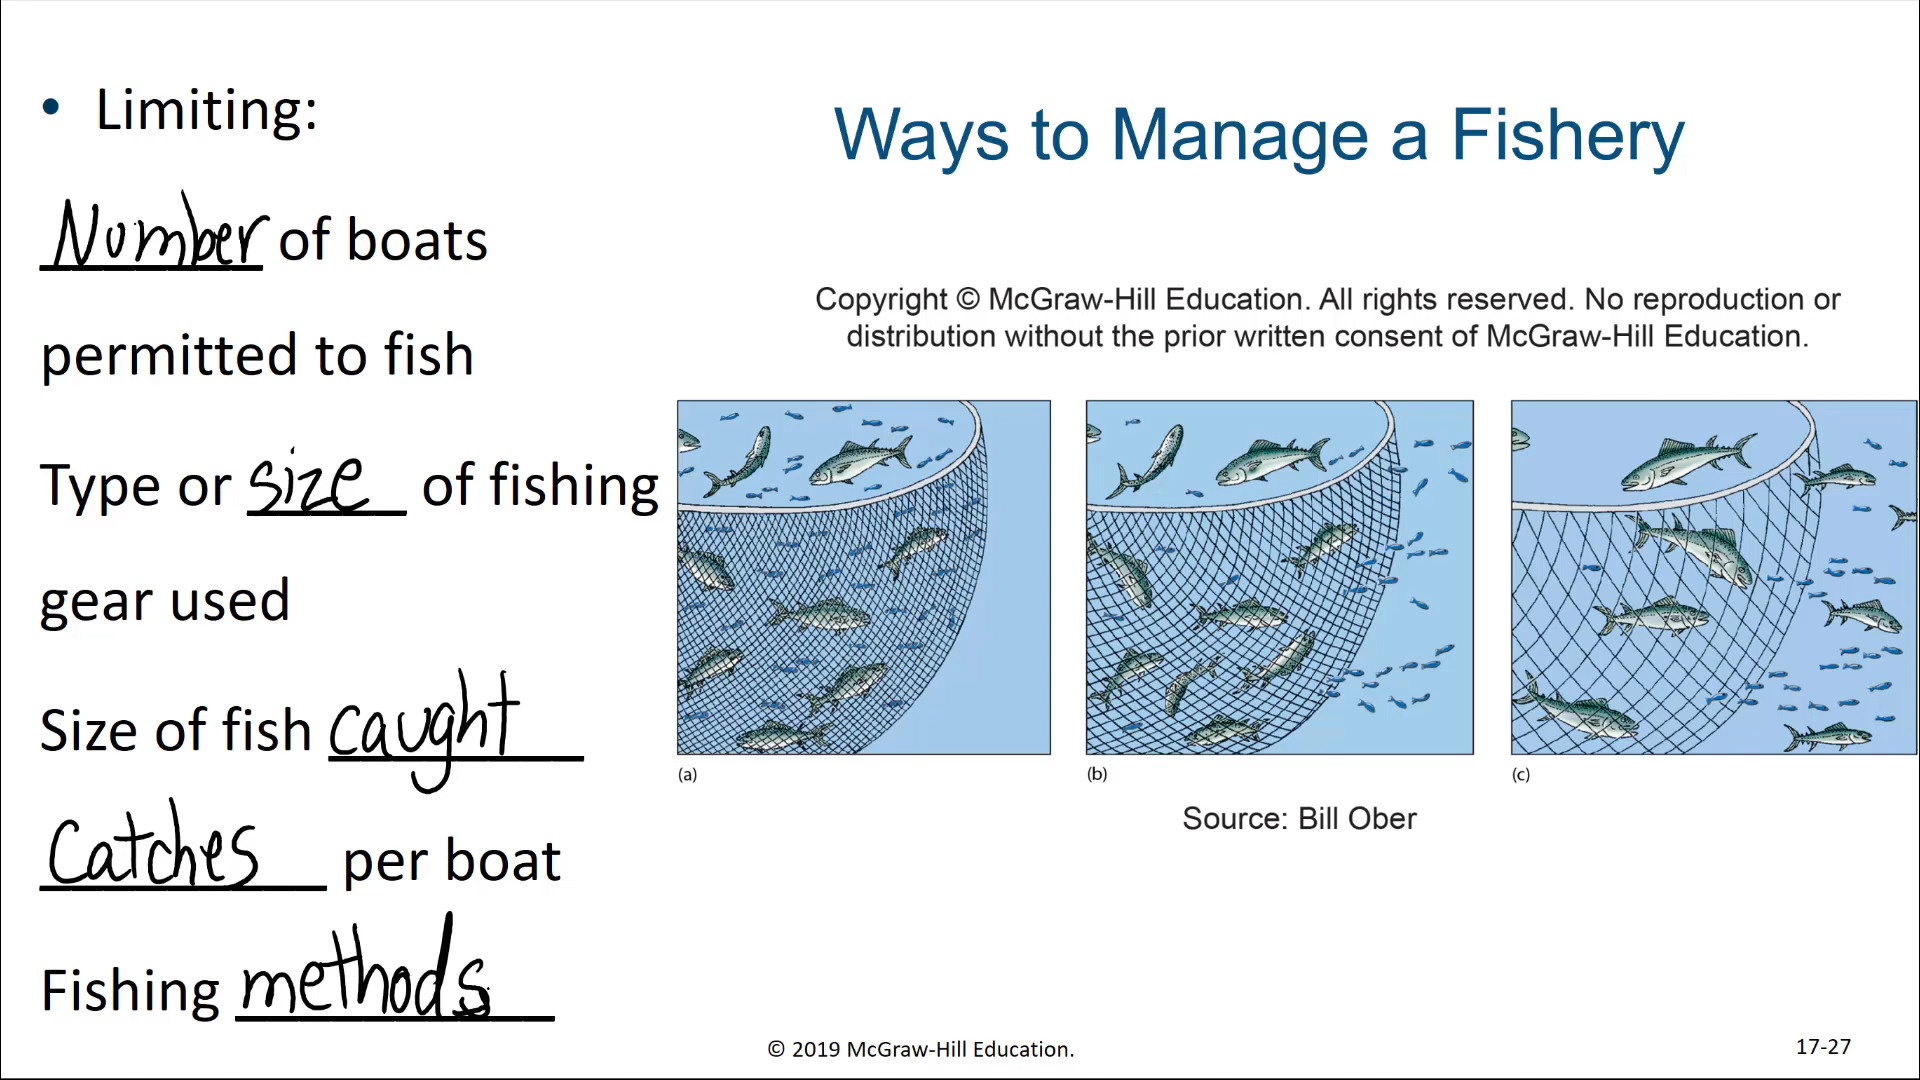 • Limiting:
Number of boats
permitted to fish
Type or size of fishing
gear used
Size of fish caught
Catches per boat
Fishing methods
Ways to Manage a Fishery
Copyright © McGraw-Hill Education. All rights reserved. No reproduction or
distribution without the prior written consent of McGraw-Hill Education.
(a) (b) (c)
Source: Bill Ober
© 2019 McGraw-Hill Education.
17-27